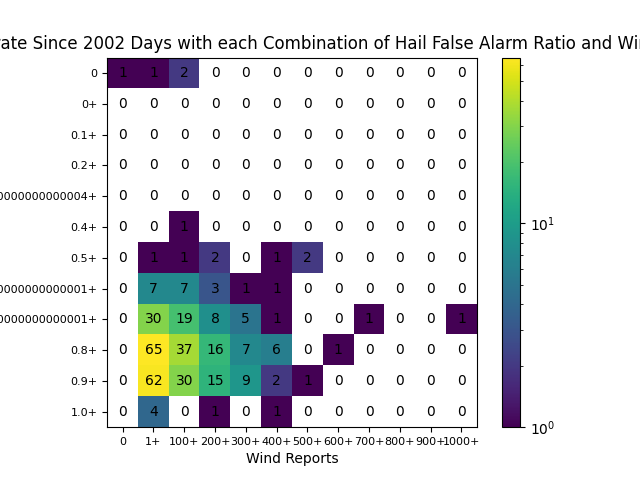 rate Since 2002 Days with each Combination of Hail False Alarm Ratio and Wi
0 1 1 2 0 0 0 0 0 0 0 0 0
0+ 0 0 0 0 0 0 0 0 0 0 0 0
0.1+ 0 0 0 0 0 0 0 0 0 0 0 0
0.2+ 0 0 0 0 0 0 0 0 0 0 0 0
0000000000004+ 0 0 0 0 0 0 0 0 0 0 0 0
0.4+ 0 0 1 0 0 0 0 0 0 0 0 0
0.5+ 0 1 1 2 0 1 2 0 0 0 0 0
0000000000001+ 0 7 7 3 1 1 0 0 0 0 0 0
0000000000001+ 0 30 19 8 5 1 0 0 1 0 0 1
0.8+ 0 65 37 16 7 6 0 1 0 0 0 0
0.9+ 0 62 30 15 9 2 1 0 0 0 0 0
1.0+ 0 4 0 1 0 1 0 0 0 0 0 0
0 1+ 100+ 200+ 300+ 400+ 500+ 600+ 700+ 800+ 900+ 1000+
Wind Reports
10¹
10⁰